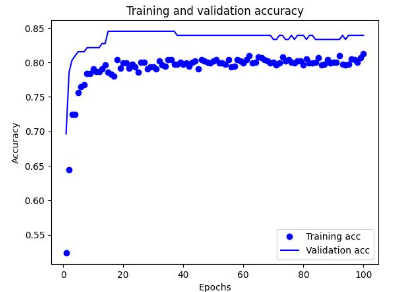 Training and validation accuracy
0.85
0.80
0.75
0.70
0.65
0.60
0.55
Accuracy
Training acc
Validation acc
0
20
40
60
80
100
Epochs